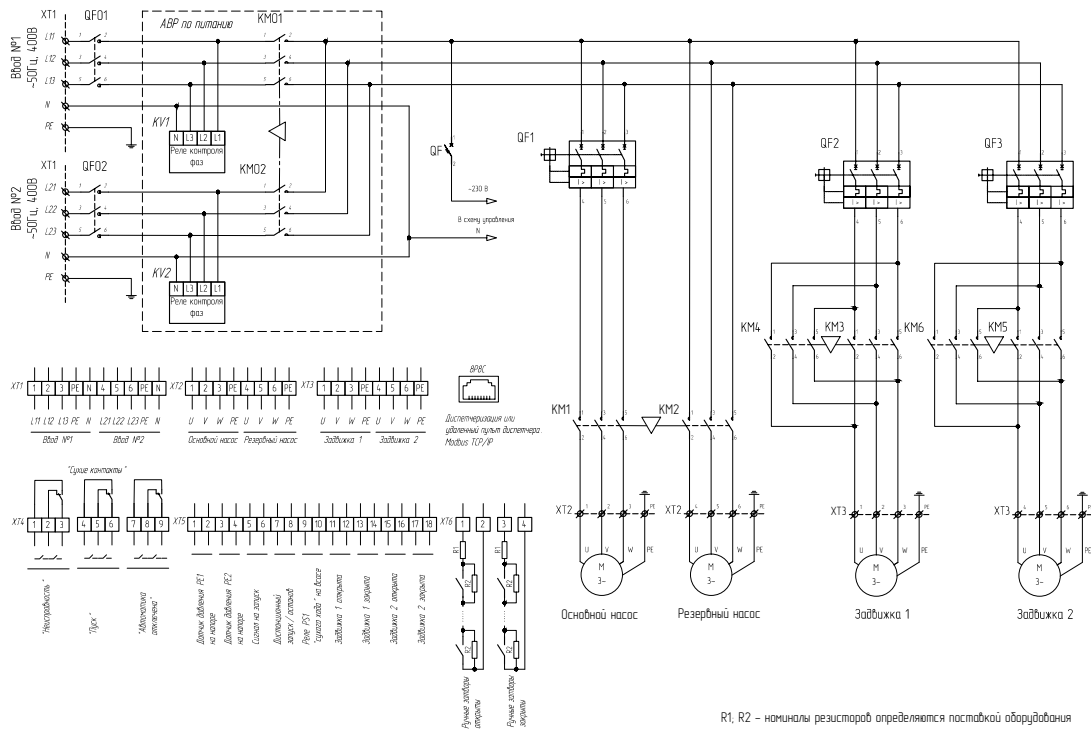 XT1
QF01
АВР по питанию
KM01
Ввод №1
~50Гц, 400В
L11
L12
L13
N
PE
KV1
N L3 L2 L1
Реле контроля
фаз
XT1
QF02
KM02
Ввод №2
~50Гц, 400В
L21
L22
L23
N
PE
KV2
N L3 L2 L1
Реле контроля
фаз
QF
~230 В
В схему управления
N
QF1
QF2
QF3
I> I> I>
I> I> I>
I> I> I>
KM4
KM3
KM6
KM5
KM1
KM2
XT1 1 2 3 PE N 4 5 6 PE N
L11 L12 L13 PE N L21 L22 L23 PE N
Ввод №1 Ввод №2
XT2 1 2 3 PE 4 5 6 PE
U V W PE U V W PE
Основной насос Резервный насос
XT3 1 2 3 PE 4 5 6 PE
U V W PE U V W PE
Задвижка 1 Задвижка 2
8P8C
Диспетчеризация или
удаленный пульт диспетчера.
Modbus TCP/IP
"Сухие контакты"
XT4 1 2 3 4 5 6 7 8 9
"Неисправность"
"Пуск"
"Автоматика
отключена"
XT5 1 2 3 4 5 6 7 8 9 10 11 12 13 14 15 16 17 18
Датчик давления PE1
на напоре
Датчик давления PE2
на напоре
Сигнал на запуск
Дистанционный
запуск / останов
Реле PS1
"сухого хода" на всасе
Задвижка 1 открыта
Задвижка 1 закрыта
Задвижка 2 открыта
Задвижка 2 закрыта
XT6 1 2 3 4
R1
R2
R2
R1
R2
R2
Ручные затворы
открыты
Ручные затворы
закрыты
XT2
XT2
XT3
XT3
U V W PE
M
3~
Основной насос
U V W PE
M
3~
Резервный насос
U V W PE
M
3~
Задвижка 1
U V W PE
M
3~
Задвижка 2
R1, R2 – номиналы резисторов определяются поставкой оборудования